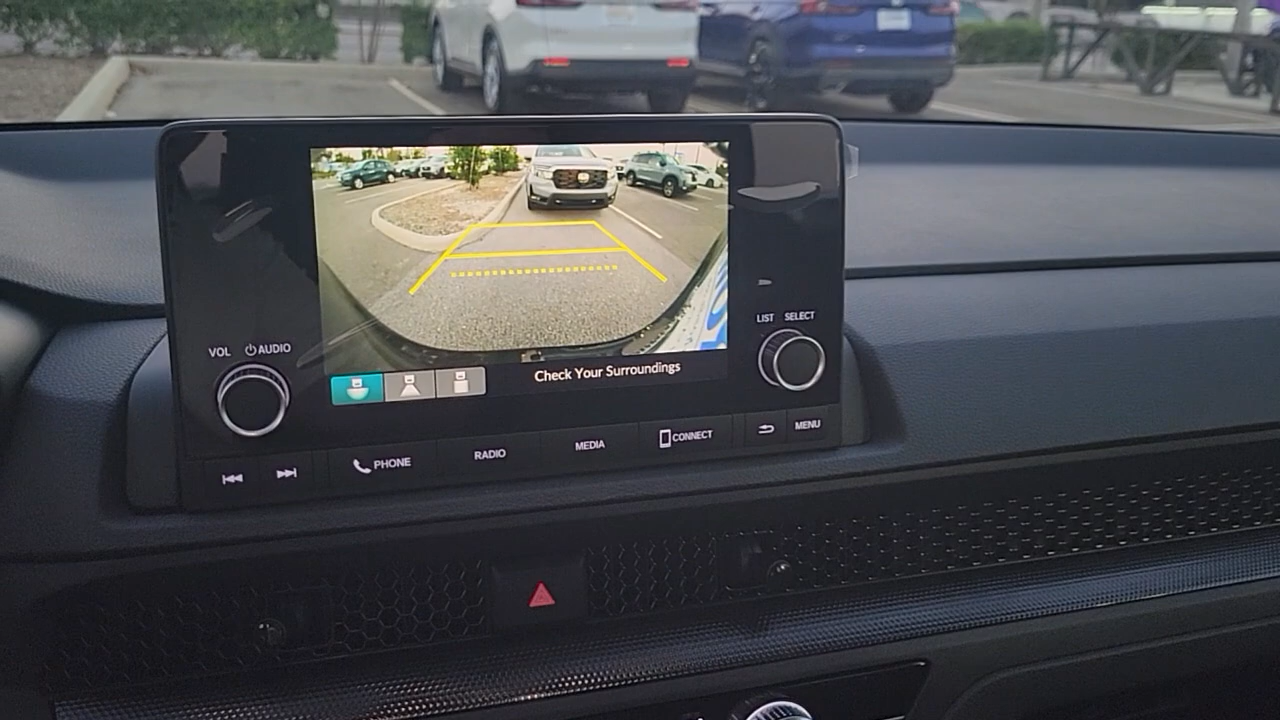 VOL AUDIO
LIST SELECT
Check Your Surroundings
PHONE
RADIO
MEDIA
CONNECT
MENU